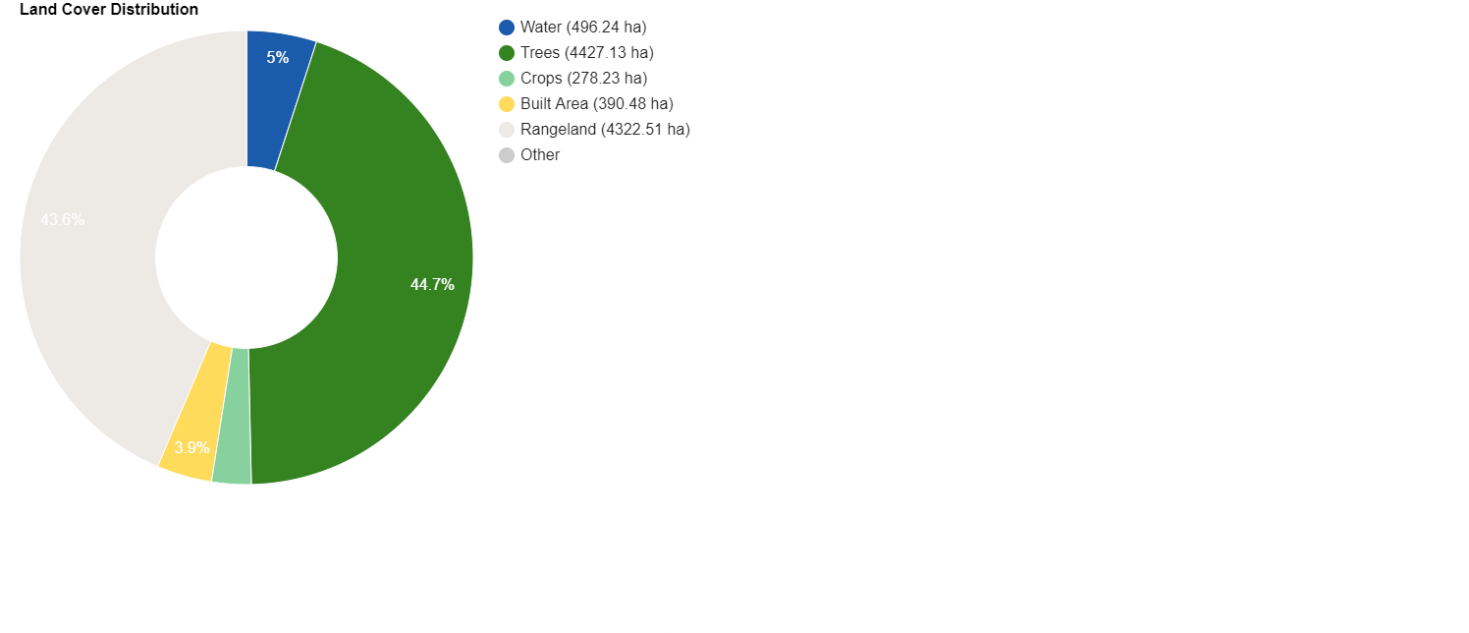 Land Cover Distribution
Water (496.24 ha)
Trees (4427.13 ha)
Crops (278.23 ha)
Built Area (390.48 ha)
Rangeland (4322.51 ha)
Other
5%
43.6%
44.7%
3.9%